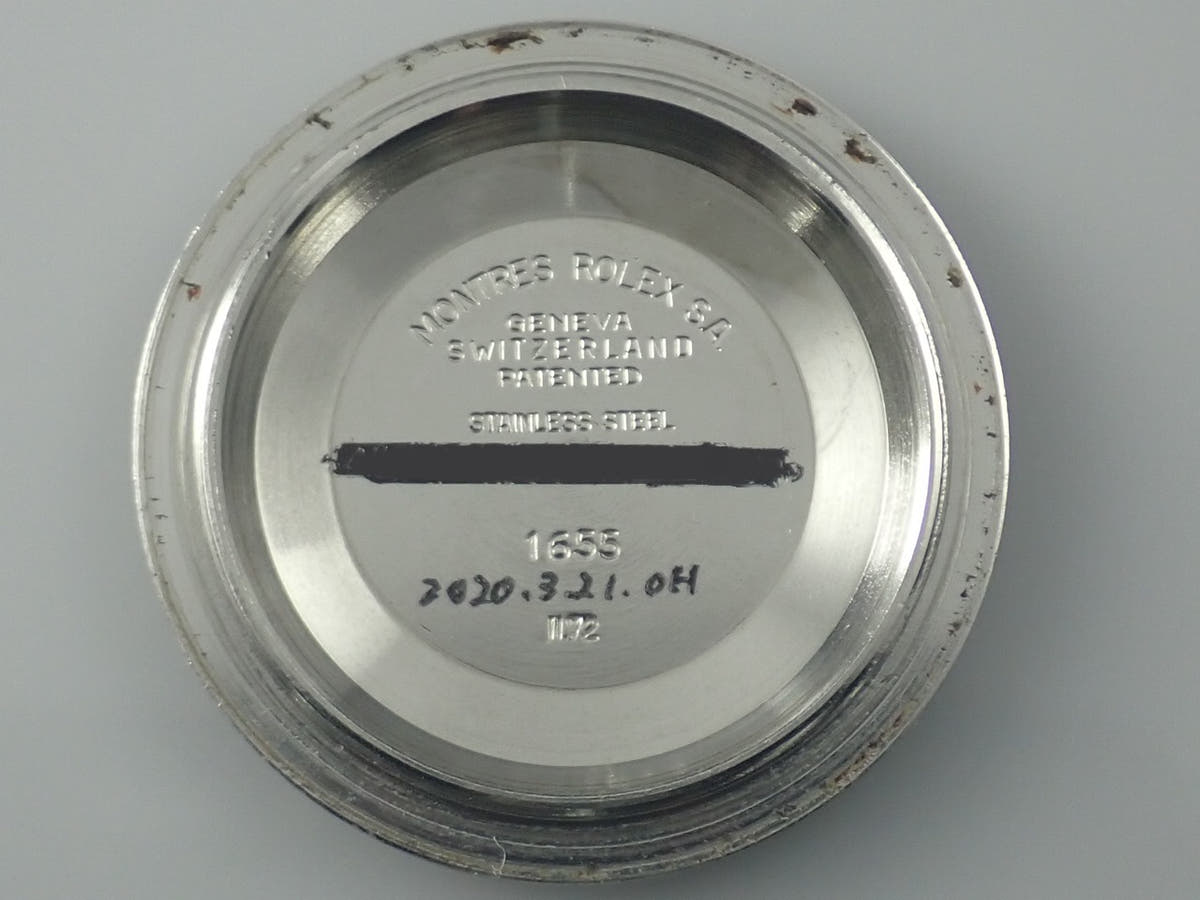 MONTRES ROLEX S.A
GENEVA
SWITZERLAND
PATENTED
STAINLESS STEEL
1655
2020.3.21.OH
II.72